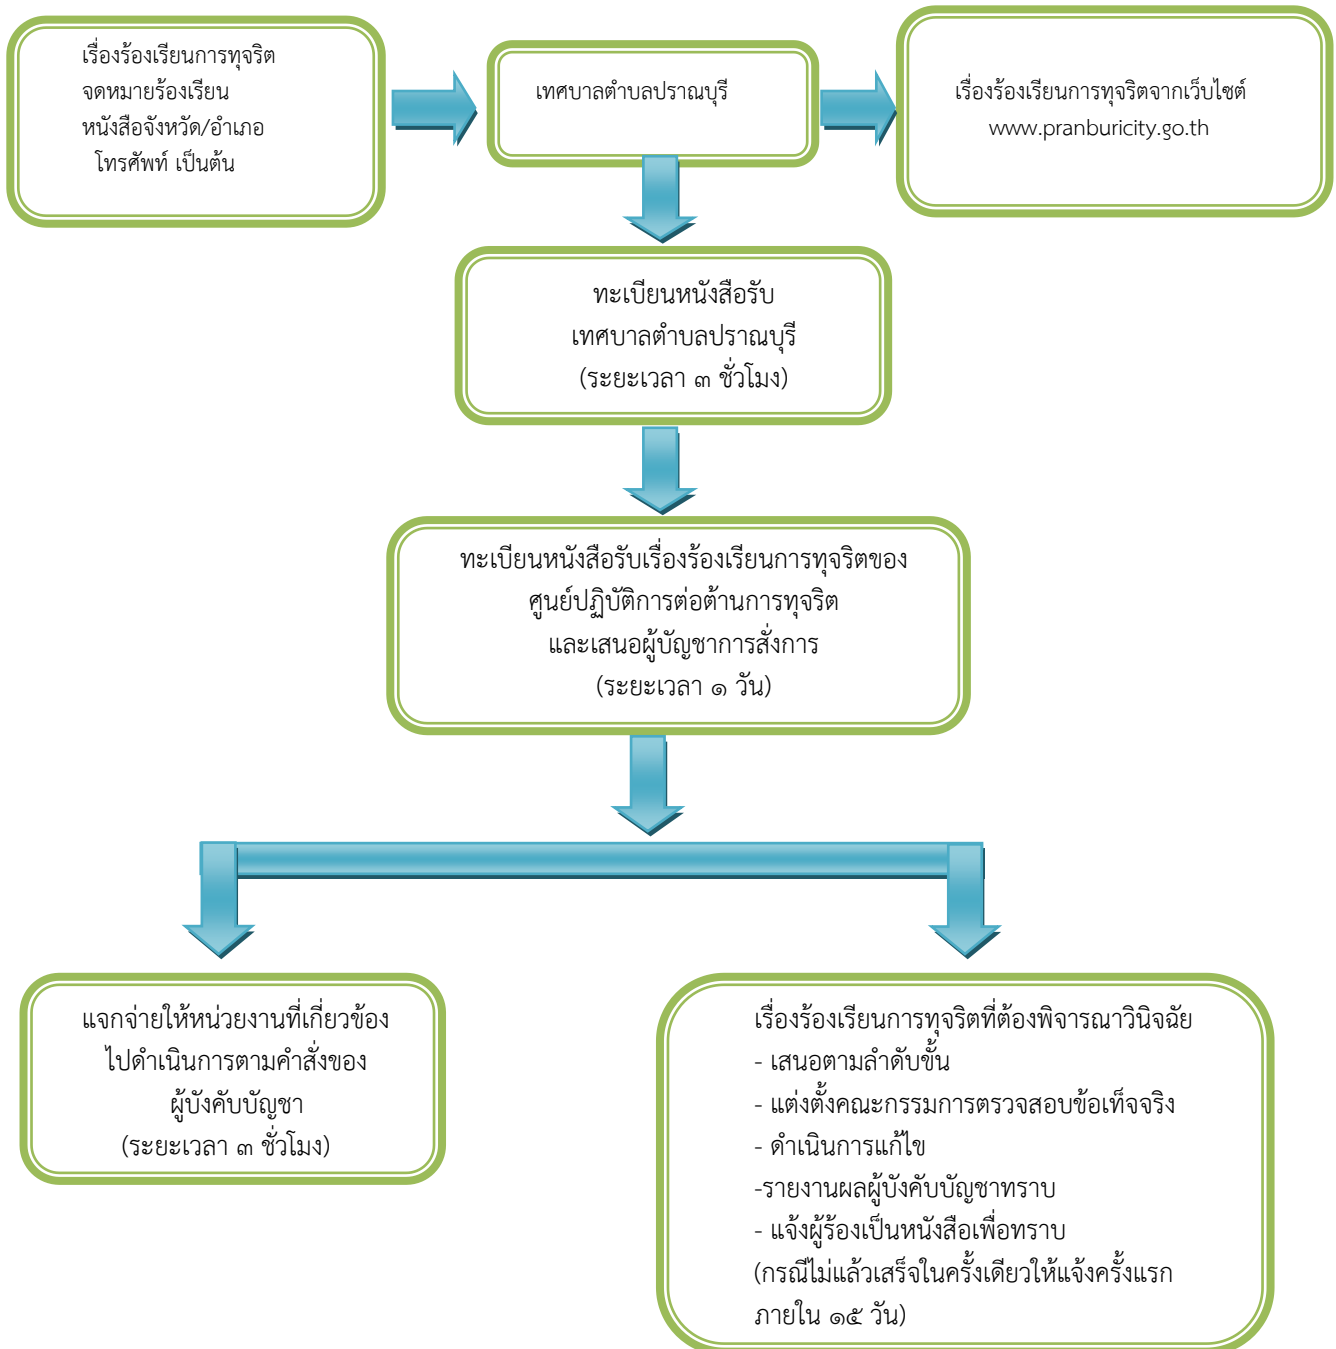 เรื่องร้องเรียนการทุจริต
จดหมายร้องเรียน
หนังสือจังหวัด/อำเภอ
โทรศัพท์ เป็นต้น
เทศบาลตำบลปราณบุรี
เรื่องร้องเรียนการทุจริตจากเว็บไซต์
www.pranburicity.go.th
ทะเบียนหนังสือรับ
เทศบาลตำบลปราณบุรี
(ระยะเวลา ๓ ชั่วโมง)
ทะเบียนหนังสือรับเรื่องร้องเรียนการทุจริตของ
ศูนย์ปฏิบัติการต่อต้านการทุจริต
และเสนอผู้บัญชาการสั่งการ
(ระยะเวลา ๑ วัน)
แจกจ่ายให้หน่วยงานที่เกี่ยวข้อง
ไปดำเนินการตามคำสั่งของ
ผู้บังคับบัญชา
(ระยะเวลา ๓ ชั่วโมง)
เรื่องร้องเรียนการทุจริตที่ต้องพิจารณาวินิจฉัย
- เสนอตามลำดับขั้น
- แต่งตั้งคณะกรรมการตรวจสอบข้อเท็จจริง
- ดำเนินการแก้ไข
-รายงานผลผู้บังคับบัญชาทราบ
- แจ้งผู้ร้องเป็นหนังสือเพื่อทราบ
(กรณีไม่แล้วเสร็จในครั้งเดียวให้แจ้งครั้งแรก
ภายใน ๑๕ วัน)